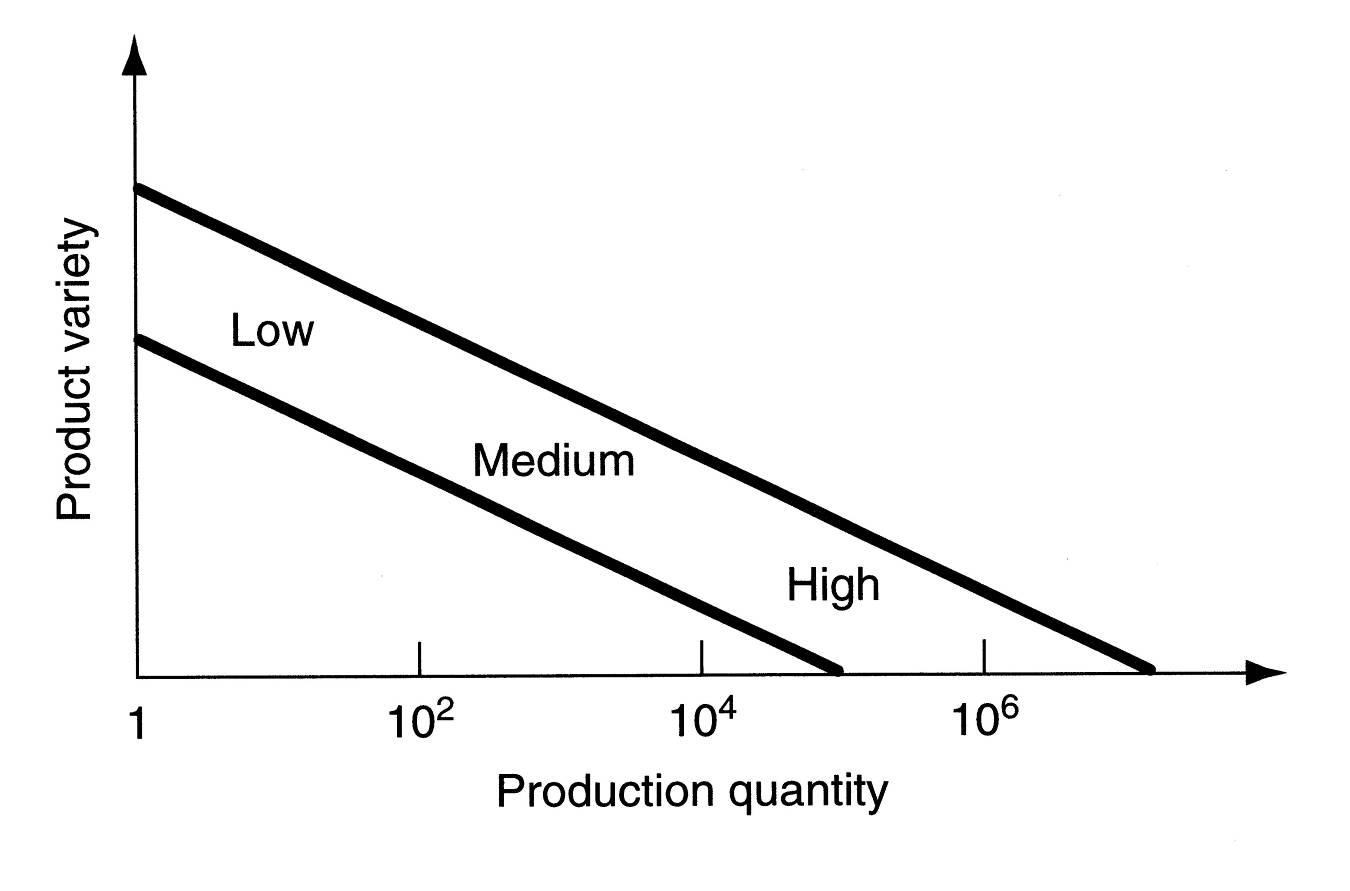 Product variety
Low
Medium
High
1
10²
10⁴
10⁶
Production quantity